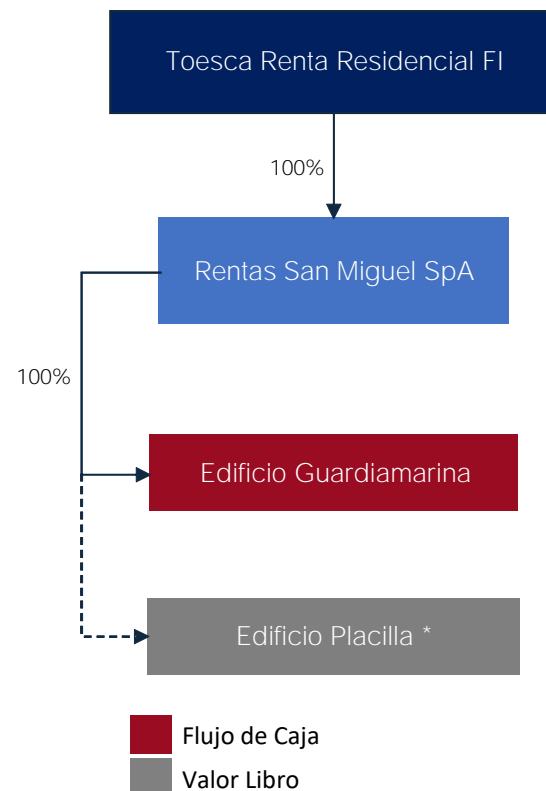 Toesca Renta Residencial FI
100%
Rentas San Miguel SpA
100%
Edificio Guardiamarina
Edificio Placilla *
Flujo de Caja
Valor Libro